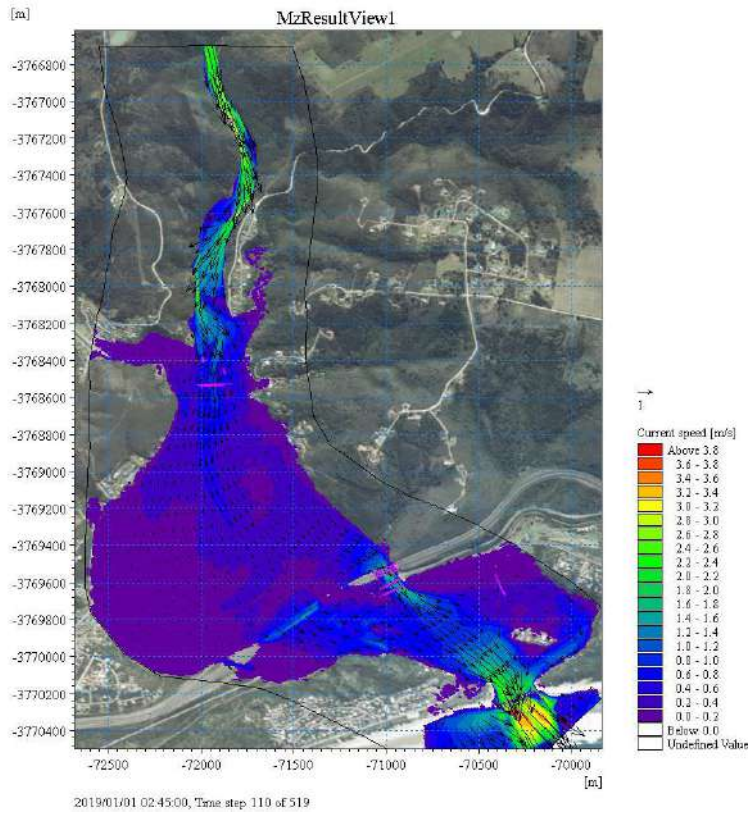 [m]
MzResultView1
-3766800
-3767000
-3767200
-3767400
-3767600
-3767800
-3768000
-3768200
-3768400
-3768600
-3768800
-3769000
-3769200
-3769400
-3769600
-3769800
-3770000
-3770200
-3770400
-72500
-72000
-71500
-71000
-70500
-70000
[m]
1
Current speed [m/s]
Above 3.8
3.6 - 3.8
3.4 - 3.6
3.2 - 3.4
3.0 - 3.2
2.8 - 3.0
2.6 - 2.8
2.4 - 2.6
2.2 - 2.4
2.0 - 2.2
1.8 - 2.0
1.6 - 1.8
1.4 - 1.6
1.2 - 1.4
1.0 - 1.2
0.8 - 1.0
0.6 - 0.8
0.4 - 0.6
0.2 - 0.4
0.0 - 0.2
Below 0.0
Undefined Value
2019/01/01 02:45:00, Time step 110 of 519